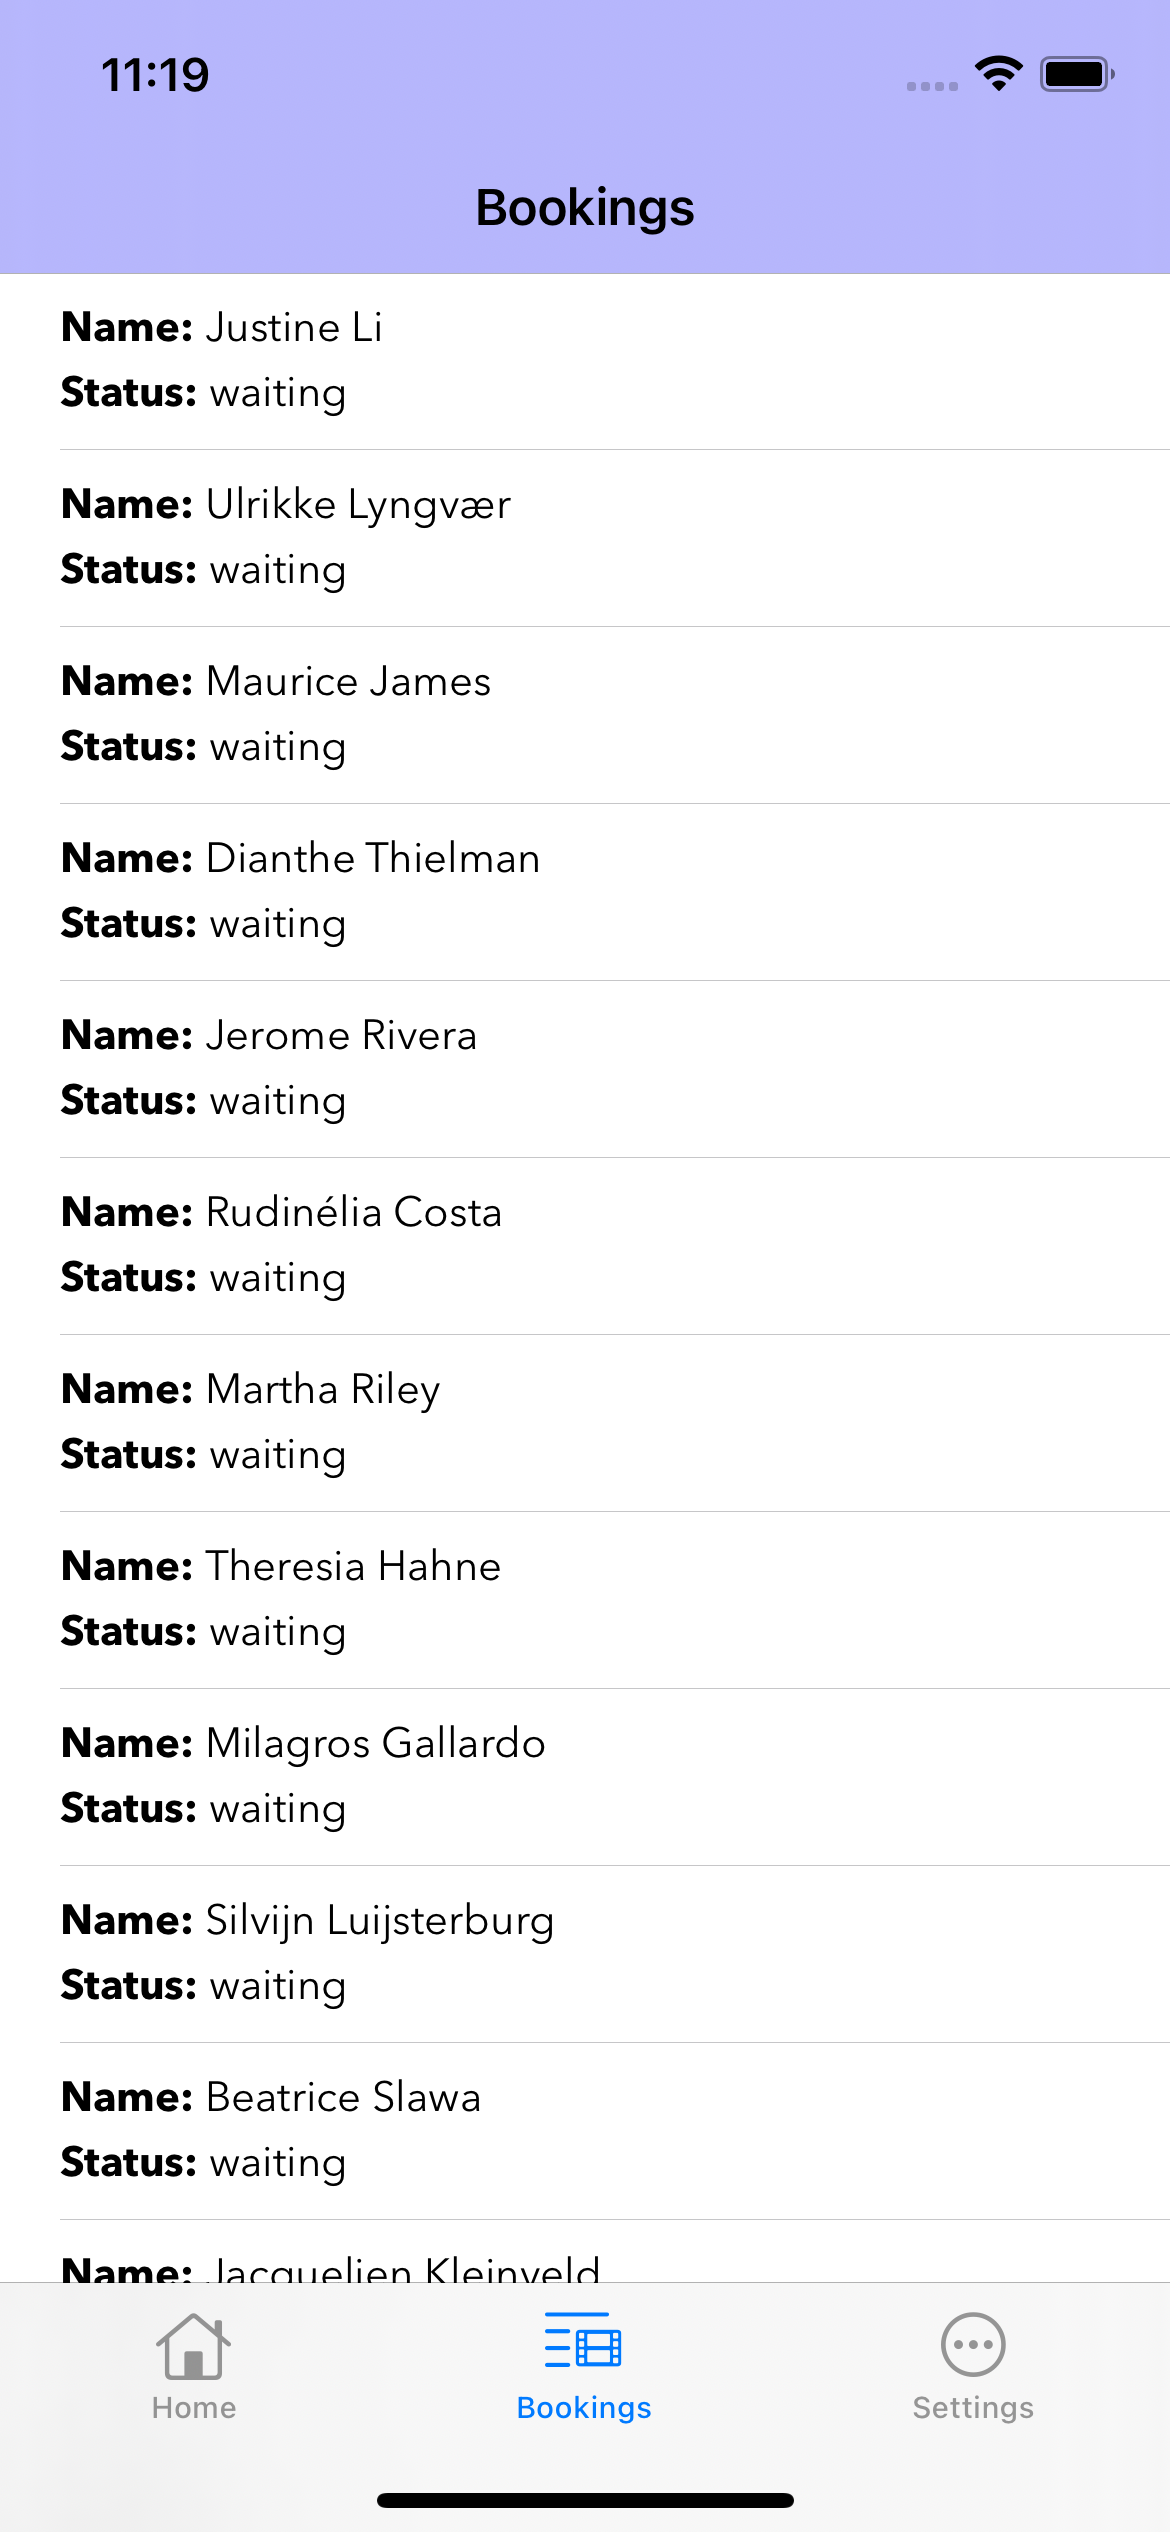 11:19
Bookings
Name: Justine Li
Status: waiting
Name: Ulrikke Lyngvær
Status: waiting
Name: Maurice James
Status: waiting
Name: Dianthe Thielman
Status: waiting
Name: Jerome Rivera
Status: waiting
Name: Rudinélia Costa
Status: waiting
Name: Martha Riley
Status: waiting
Name: Theresia Hahne
Status: waiting
Name: Milagros Gallardo
Status: waiting
Name: Silvijn Luijsterburg
Status: waiting
Name: Beatrice Slawa
Status: waiting
Name: Jacquelien Kleinveld
Home
Bookings
Settings